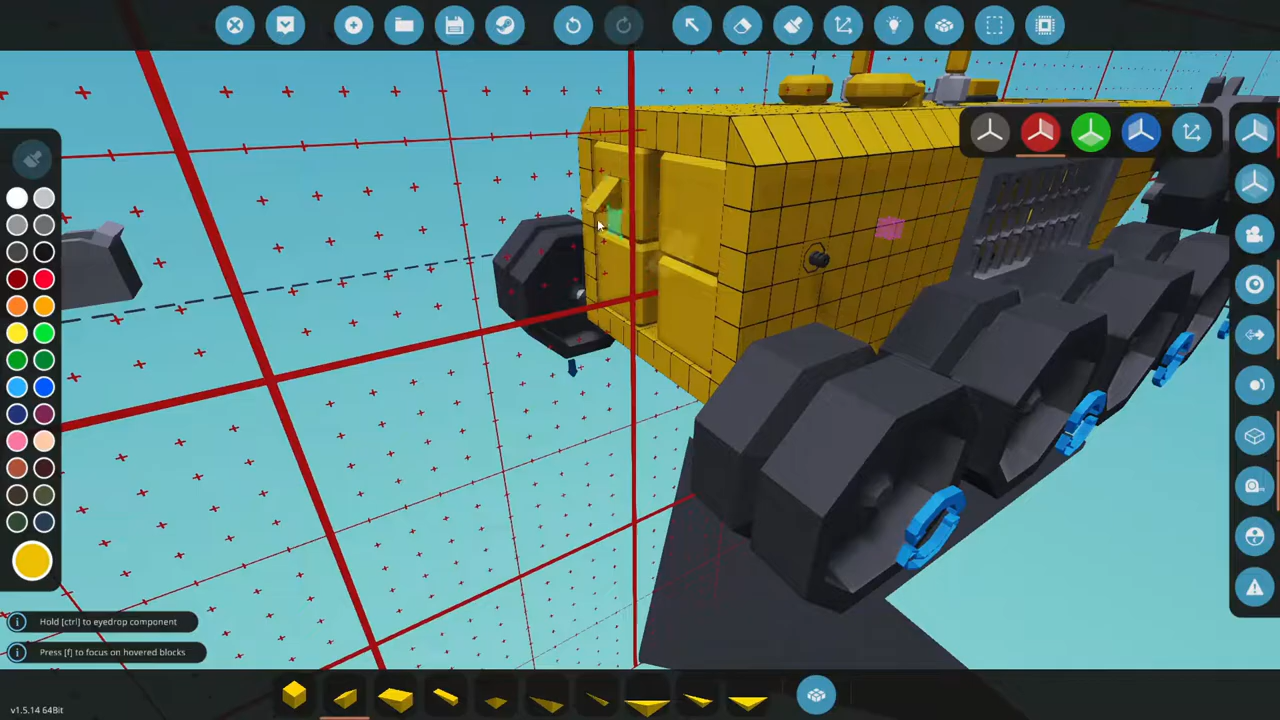 Hold [ctrl] to eyedrop component
Press [f] to focus on hovered blocks
v1.5.14 64Bit